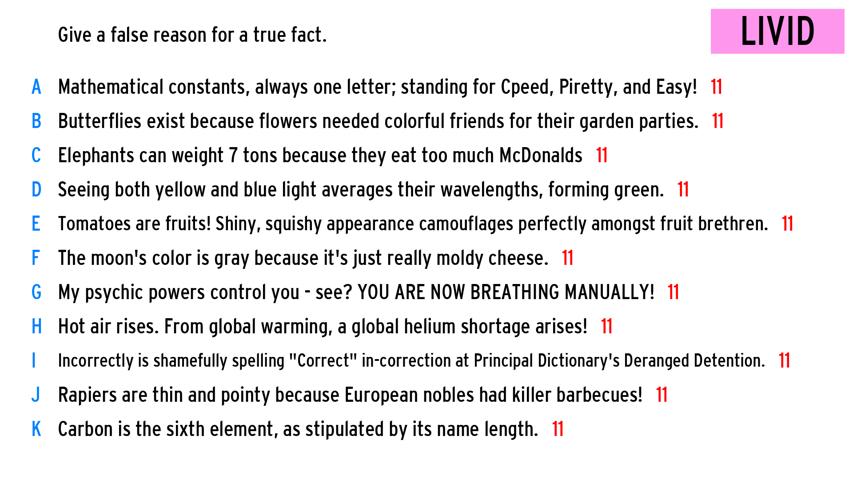 Give a false reason for a true fact.
LIVID
A Mathematical constants, always one letter; standing for Cpeed, Piretty, and Easy! 11
B Butterflies exist because flowers needed colorful friends for their garden parties. 11
C Elephants can weight 7 tons because they eat too much McDonalds 11
D Seeing both yellow and blue light averages their wavelengths, forming green. 11
E Tomatoes are fruits! Shiny, squishy appearance camouflages perfectly amongst fruit brethren. 11
F The moon's color is gray because it's just really moldy cheese. 11
G My psychic powers control you - see? YOU ARE NOW BREATHING MANUALLY! 11
H Hot air rises. From global warming, a global helium shortage arises! 11
I Incorrectly is shamefully spelling "Correct" in-correction at Principal Dictionary's Deranged Detention. 11
J Rapiers are thin and pointy because European nobles had killer barbecues! 11
K Carbon is the sixth element, as stipulated by its name length. 11